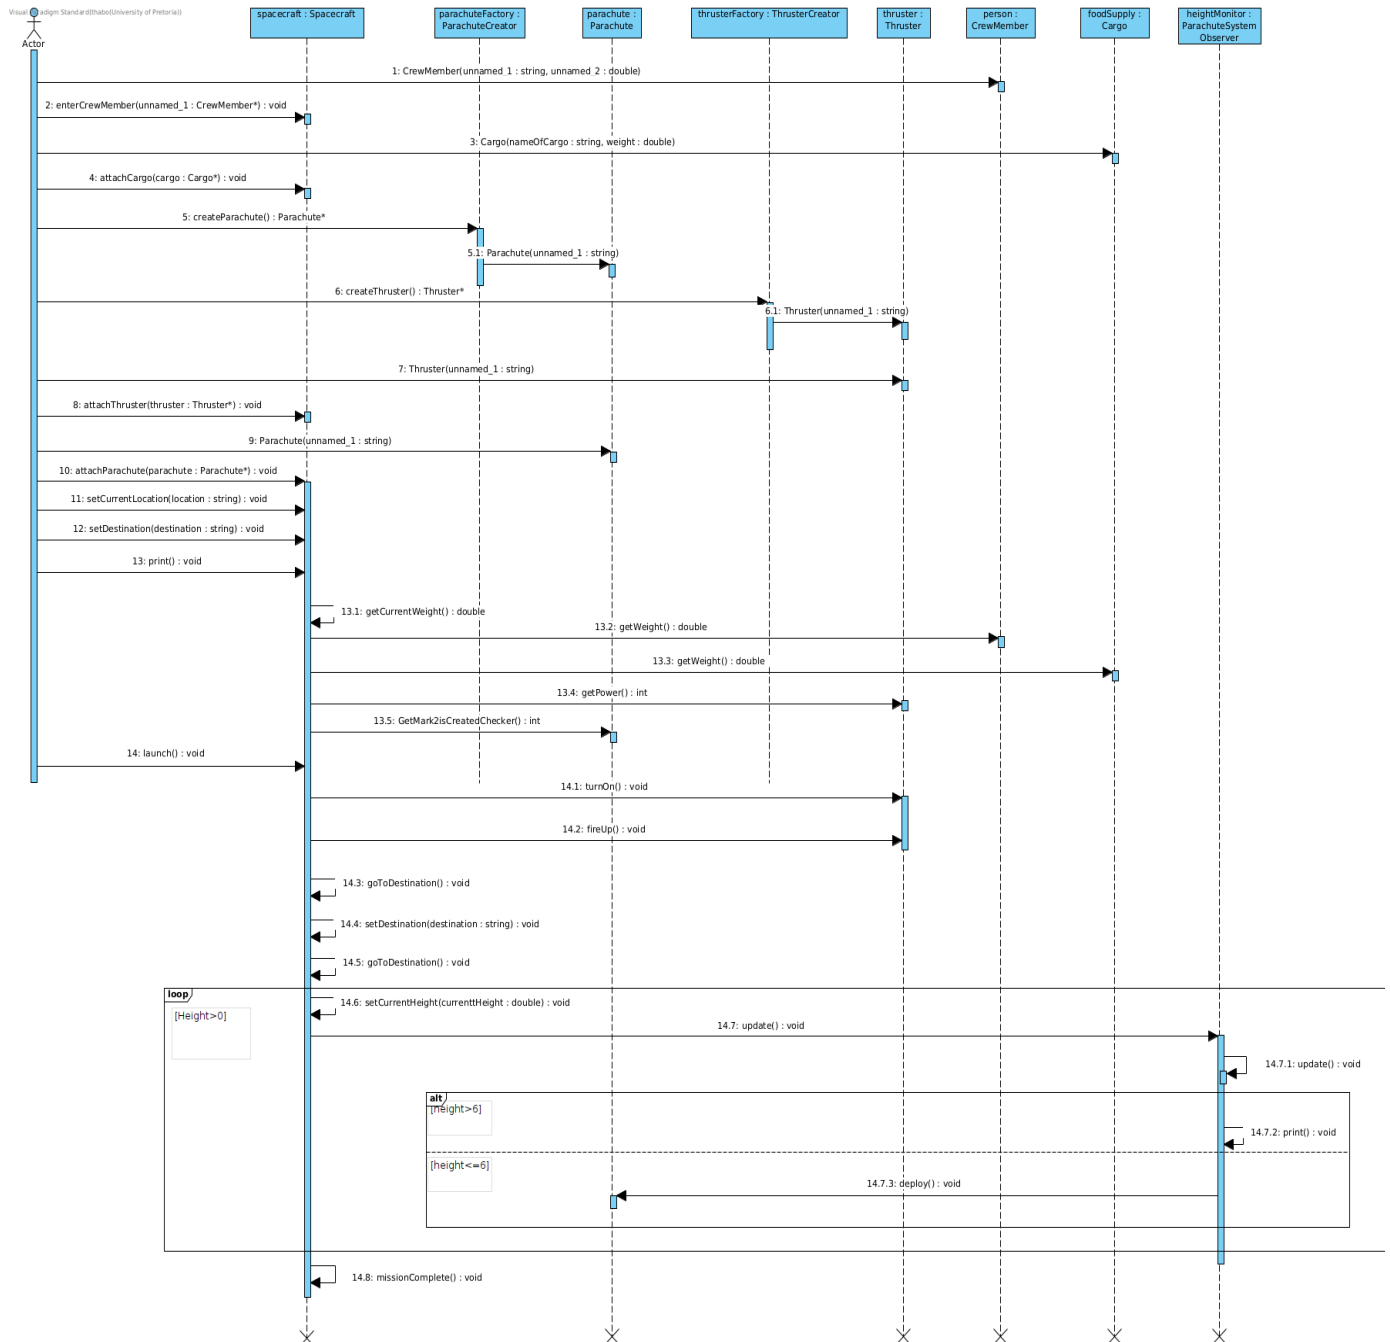 Visual Paradigm Standard(thabo(University of Pretoria))
Actor
spacecraft : Spacecraft
parachuteFactory :
ParachuteCreator
parachute :
Parachute
thrusterFactory : ThrusterCreator
thruster :
Thruster
person :
CrewMember
foodSupply :
Cargo
heightMonitor :
ParachuteSystem
Observer
1: CrewMember(unnamed_1 : string, unnamed_2 : double)
2: enterCrewMember(unnamed_1 : CrewMember*) : void
3: Cargo(nameOfCargo : string, weight : double)
4: attachCargo(cargo : Cargo*) : void
5: createParachute() : Parachute*
5.1: Parachute(unnamed_1 : string)
6: createThruster() : Thruster*
6.1: Thruster(unnamed_1 : string)
7: Thruster(unnamed_1 : string)
8: attachThruster(thruster : Thruster*) : void
9: Parachute(unnamed_1 : string)
10: attachParachute(parachute : Parachute*) : void
11: setCurrentLocation(location : string) : void
12: setDestination(destination : string) : void
13: print() : void
13.1: getCurrentWeight() : double
13.2: getWeight() : double
13.3: getWeight() : double
13.4: getPower() : int
13.5: GetMark2isCreatedChecker() : int
14: launch() : void
14.1: turnOn() : void
14.2: fireUp() : void
14.3: goToDestination() : void
14.4: setDestination(destination : string) : void
14.5: goToDestination() : void
loop
14.6: setCurrentHeight(currenttHeight : double) : void
[Height>0]
14.7: update() : void
14.7.1: update() : void
alt
[height>6]
14.7.2: print() : void
[height<=6]
14.7.3: deploy() : void
14.8: missionComplete() : void